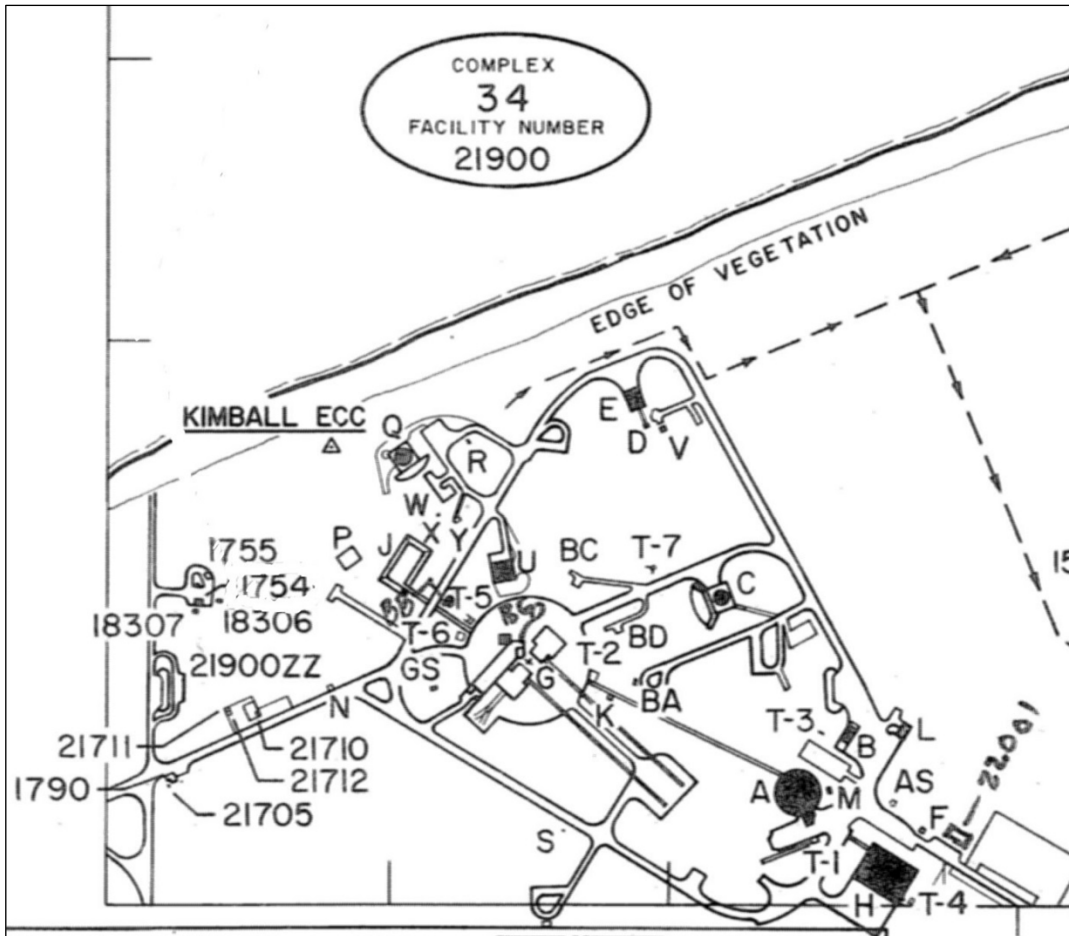 COMPLEX
34
FACILITY NUMBER
21900
EDGE OF VEGETATION
KIMBALL ECC
Q
E
D
V
R
W
X
Y
P
J
U
BC
T-7
C
1755
1754
18307
18306
T-5
T-6
BD
T-2
21900ZZ
GS
G
K
BA
N
T-3
B
L
21711
21710
21712
1790
21705
A
M
AS
F
22001
S
T-1
H
T-4